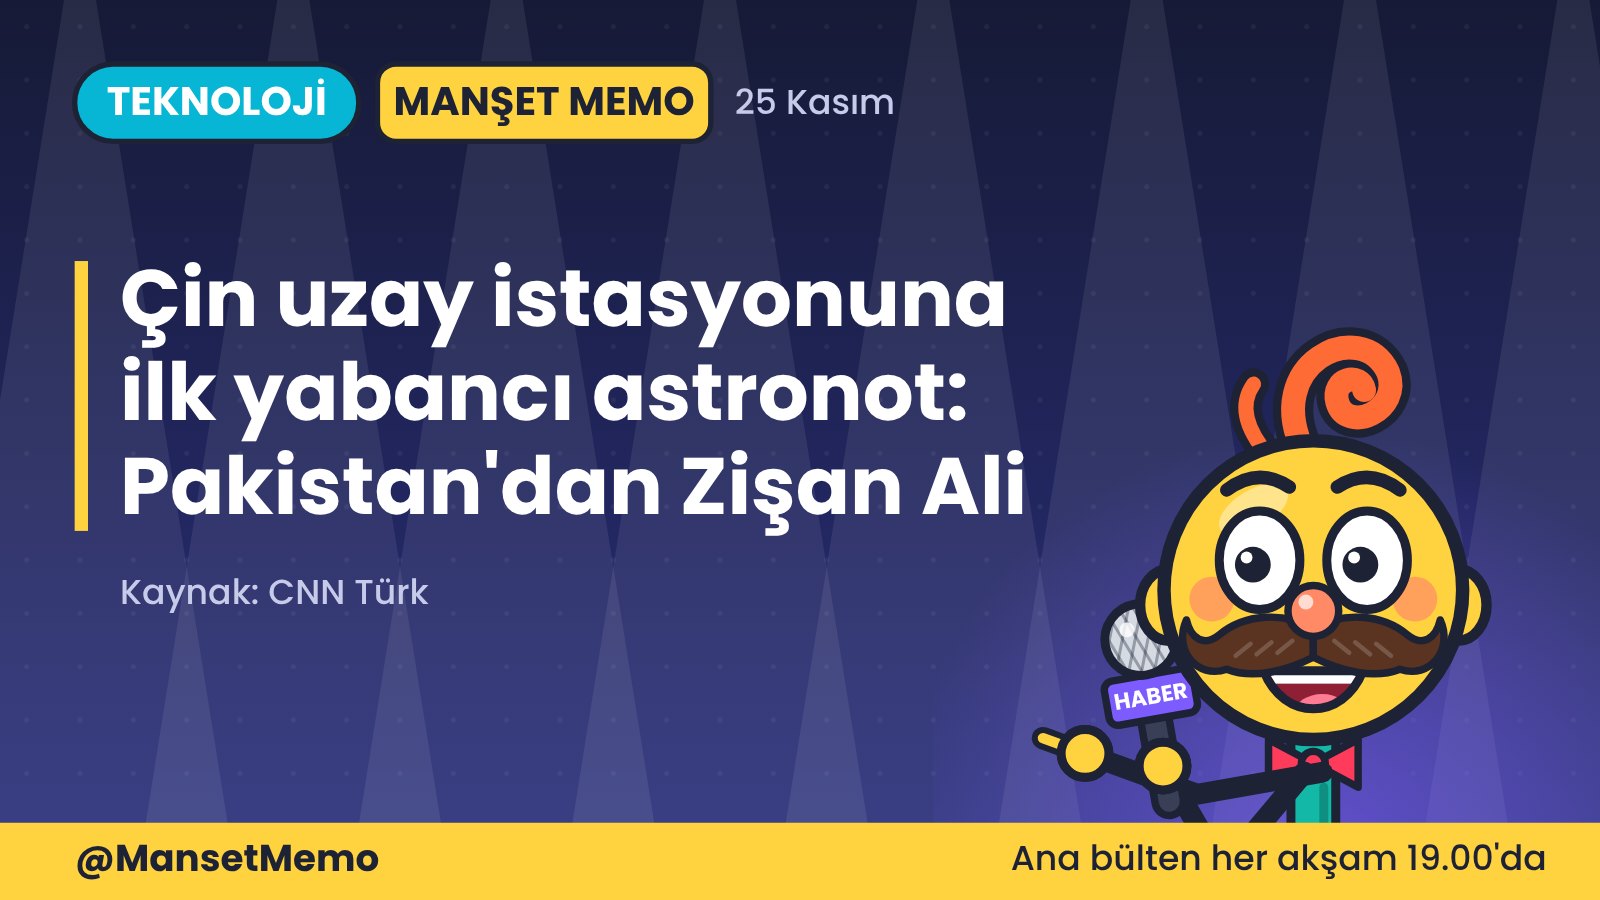 TEKNOLOJİ
MANŞET MEMO
25 Kasım
Çin uzay istasyonuna
ilk yabancı astronot:
Pakistan'dan Zişan Ali
Kaynak: CNN Türk
HABER
@MansetMemo
Ana bülten her akşam 19.00'da